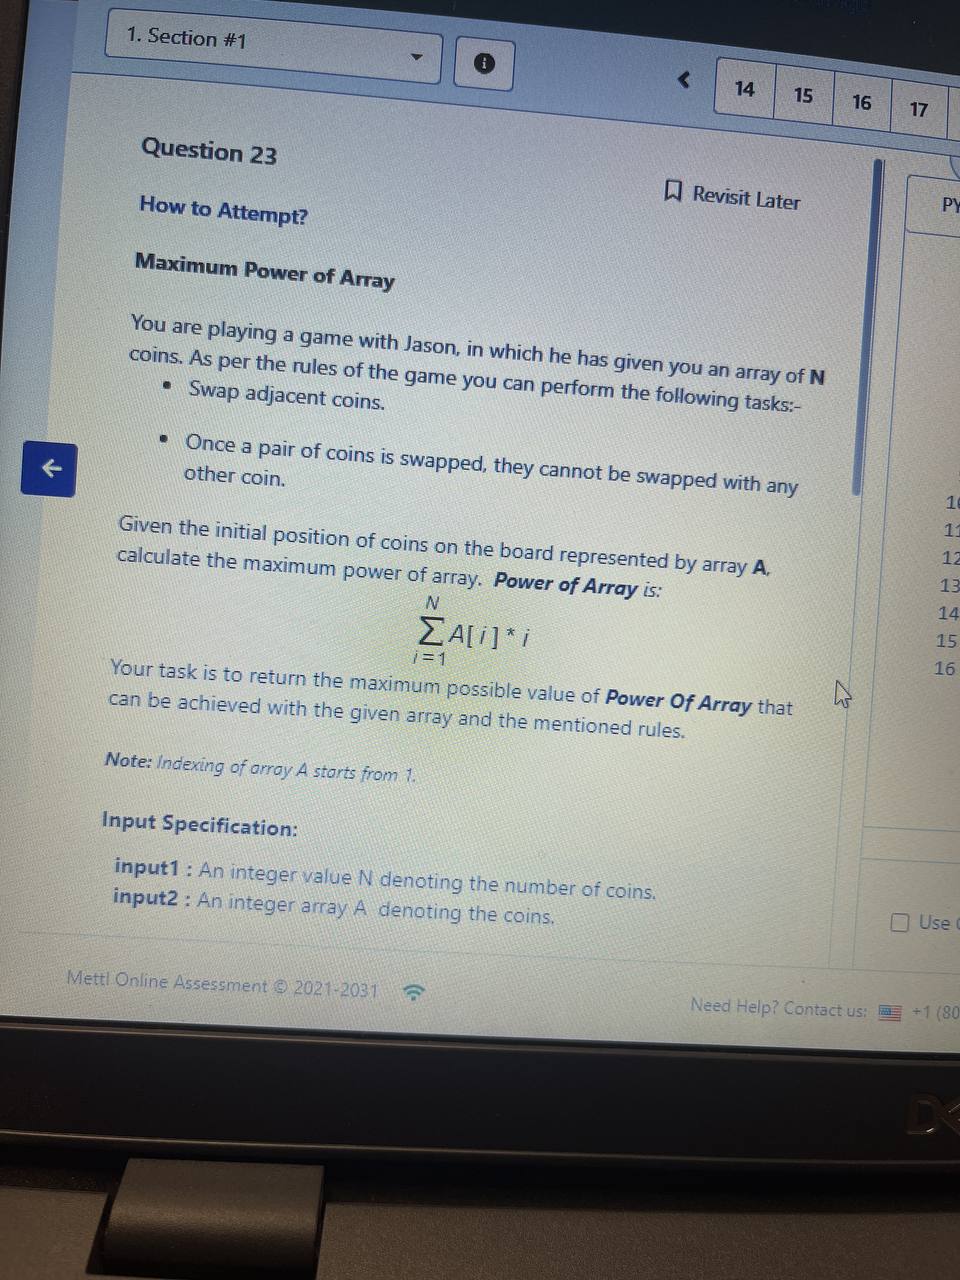 1. Section #1
14 15 16 17
Question 23
Revisit Later
How to Attempt?
Maximum Power of Array
You are playing a game with Jason, in which he has given you an array of N
coins. As per the rules of the game you can perform the following tasks:-
• Swap adjacent coins.
• Once a pair of coins is swapped, they cannot be swapped with any
other coin.
Given the initial position of coins on the board represented by array A,
calculate the maximum power of array. Power of Array is:
N
∑ A[i] * i
i=1
Your task is to return the maximum possible value of Power Of Array that
can be achieved with the given array and the mentioned rules.
Note: Indexing of array A starts from 1.
Input Specification:
input1 : An integer value N denoting the number of coins.
input2 : An integer array A denoting the coins.
Mettl Online Assessment © 2021-2031
Need Help? Contact us: +1 (80
PY
12
13
14
15
16
Use